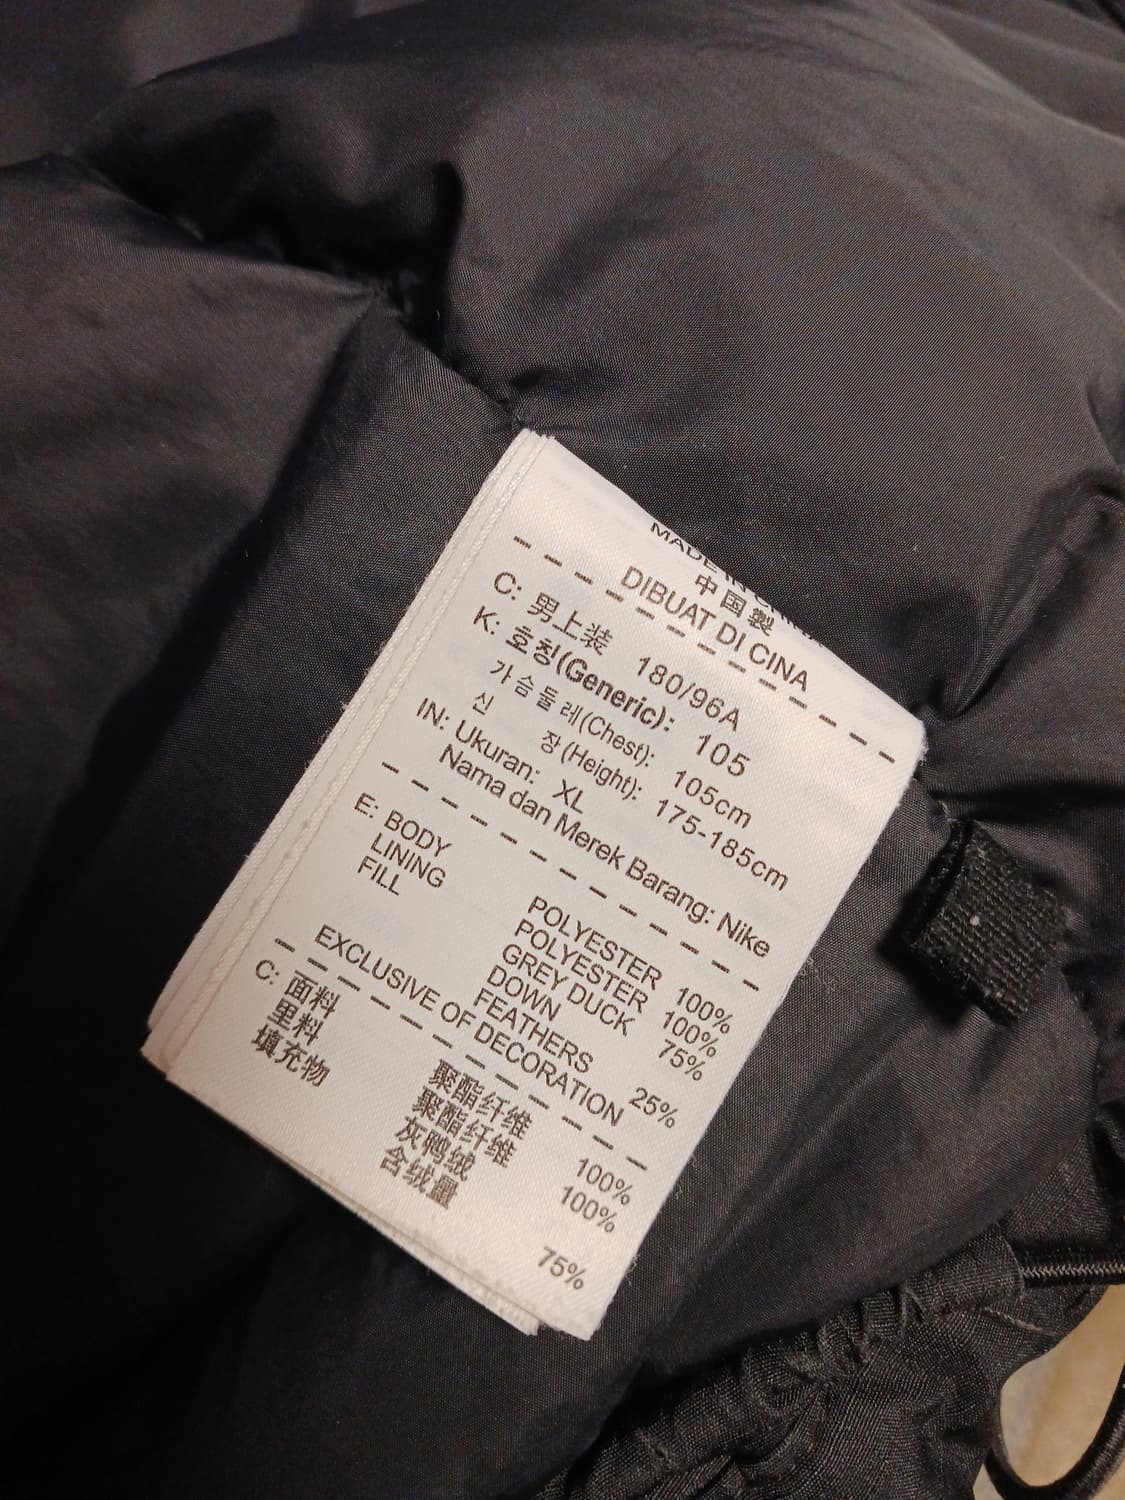 MADE IN CHINA
中国製
DIBUAT DI CINA
C: 男上装 180/96A
K: 호칭(Generic): 105
가슴둘레(Chest): 105cm
신 장(Height): 175-185cm
IN: Ukuran: XL
Nama dan Merek Barang: Nike
E: BODY POLYESTER 100%
LINING POLYESTER 100%
FILL GREY DUCK 75%
DOWN
FEATHERS 25%
EXCLUSIVE OF DECORATION
C: 面料 聚酯纤维 100%
里料 聚酯纤维 100%
填充物 灰鸭绒
含绒量 75%